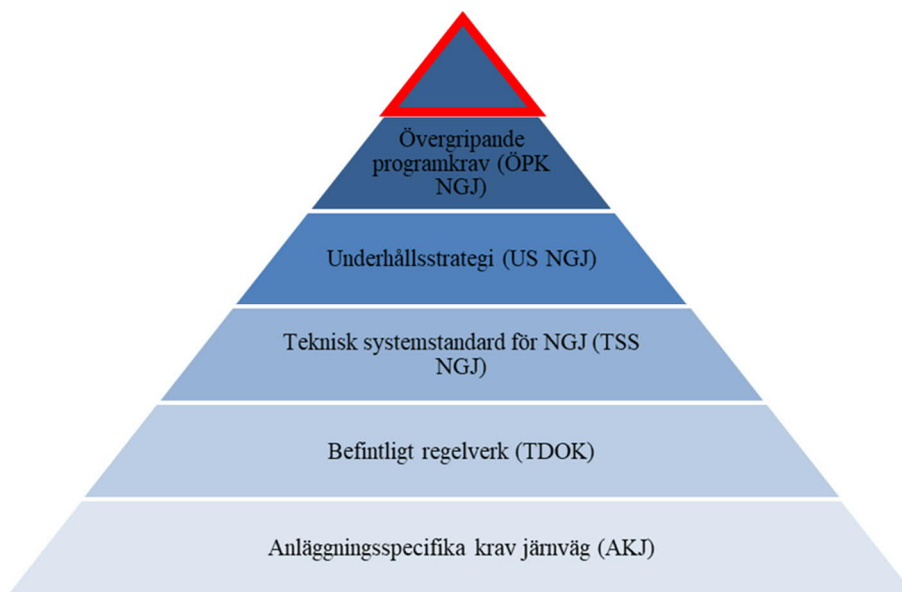 Övergripande
programkrav (ÖPK
NGJ)
Underhållsstrategi (US NGJ)
Teknisk systemstandard för NGJ (TSS
NGJ)
Befintligt regelverk (TDOK)
Anläggningsspecifika krav järnväg (AKJ)